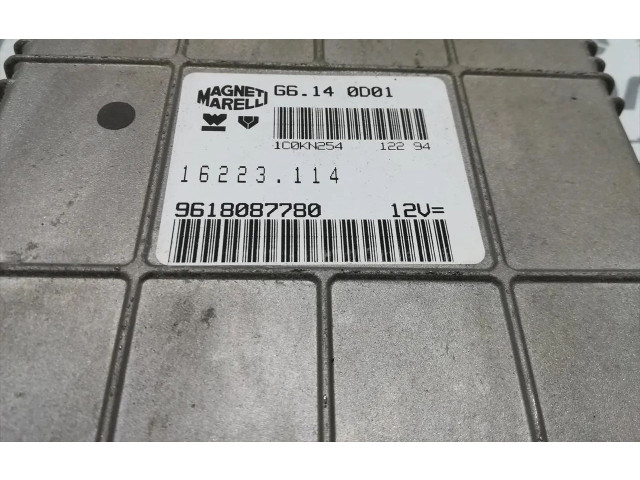 MAGNETI MARELLI
G6.14 0D01
1C0KN254 122 94
16223.114
9618087780 12V=